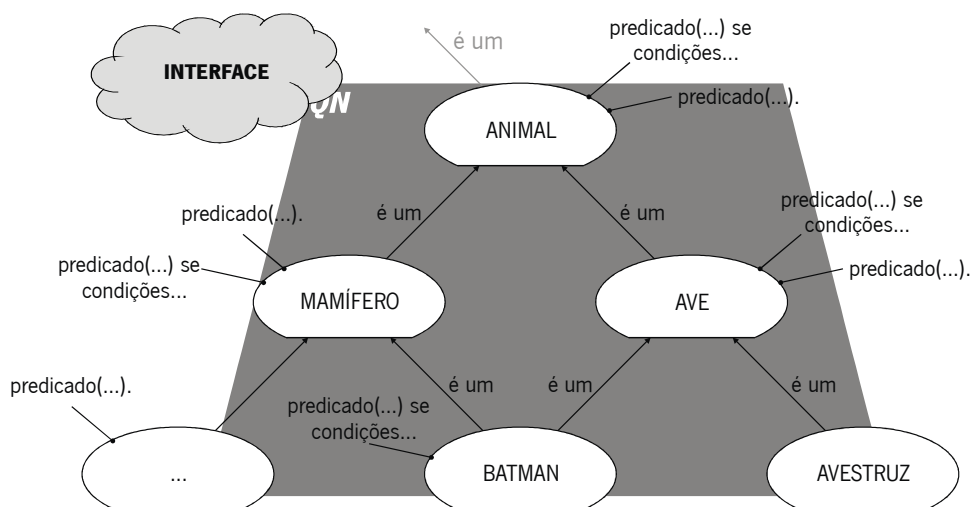 predicado(...) se
condições...
é um
INTERFACE
QN
predicado(...).
ANIMAL
predicado(...) se
condições...
predicado(...).
é um
é um
predicado(...) se
condições...
predicado(...).
MAMÍFERO
AVE
predicado(...).
é um
é um
é um
predicado(...) se
condições...
...
BATMAN
AVESTRUZ